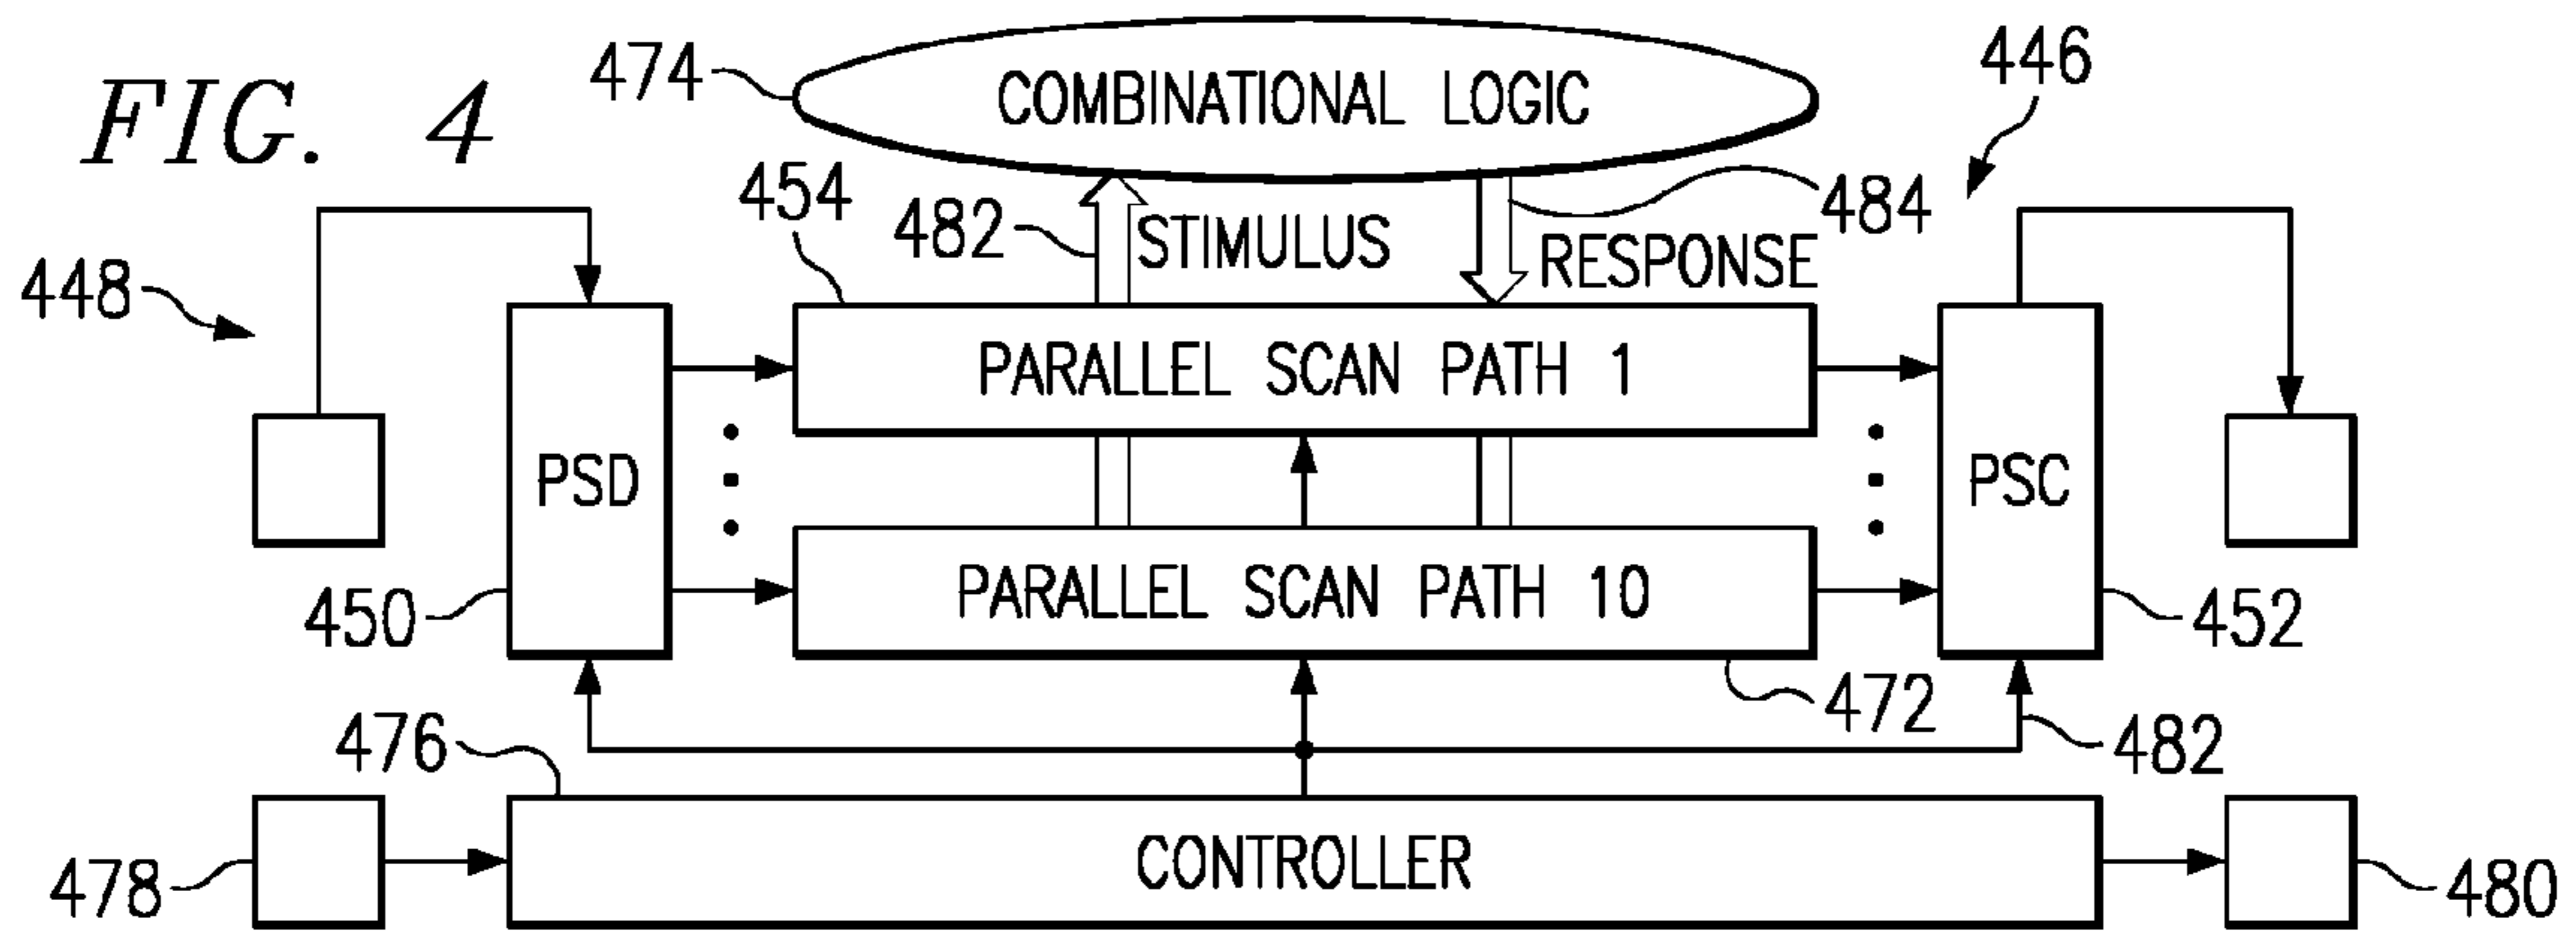 FIG. 4
474
COMBINATIONAL LOGIC
446
454
482
STIMULUS
484
RESPONSE
448
PARALLEL SCAN PATH 1
PSD
PSC
450
PARALLEL SCAN PATH 10
452
472
476
482
478
CONTROLLER
480